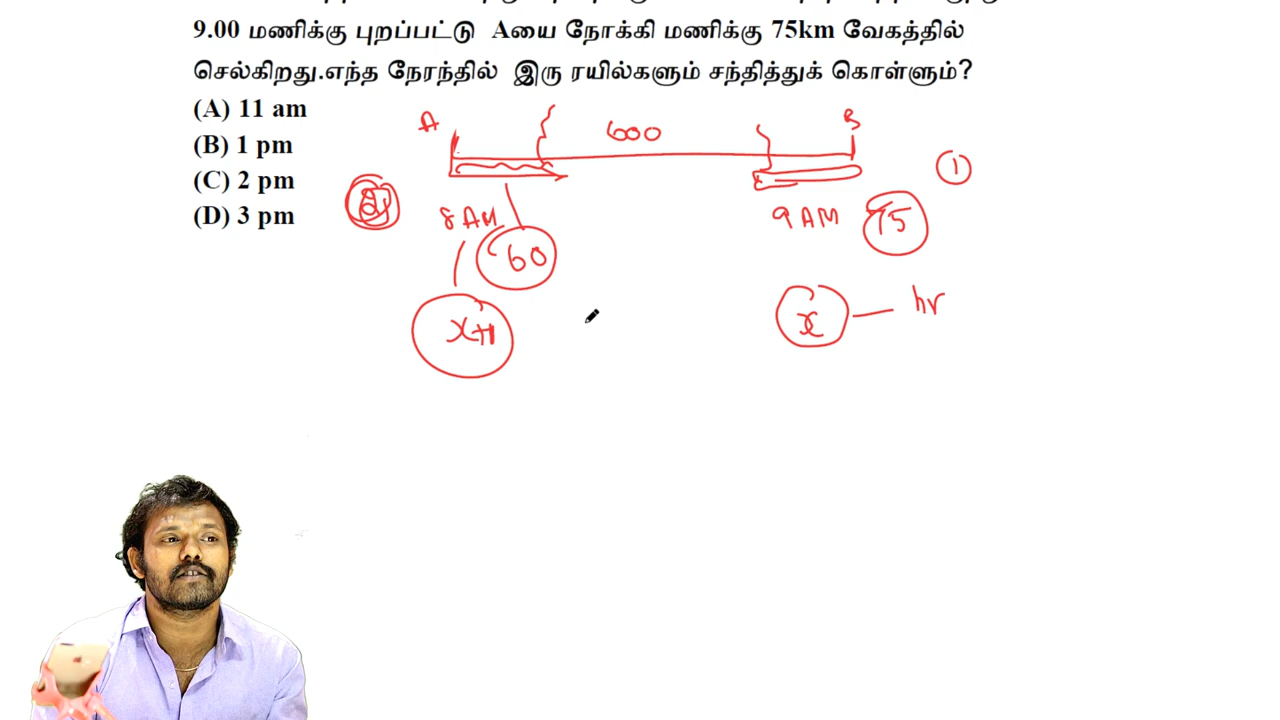 9.00 மணிக்கு புறப்பட்டு Aயை நோக்கி மணிக்கு 75km வேகத்தில்
செல்கிறது.எந்த நேரந்தில் இரு ரயில்களும் சந்தித்துக் கொள்ளும்?
(A) 11 am
(B) 1 pm
(C) 2 pm
(D) 3 pm
A 600 B
1
8 AM 9 AM 75
60
x+1 x hr